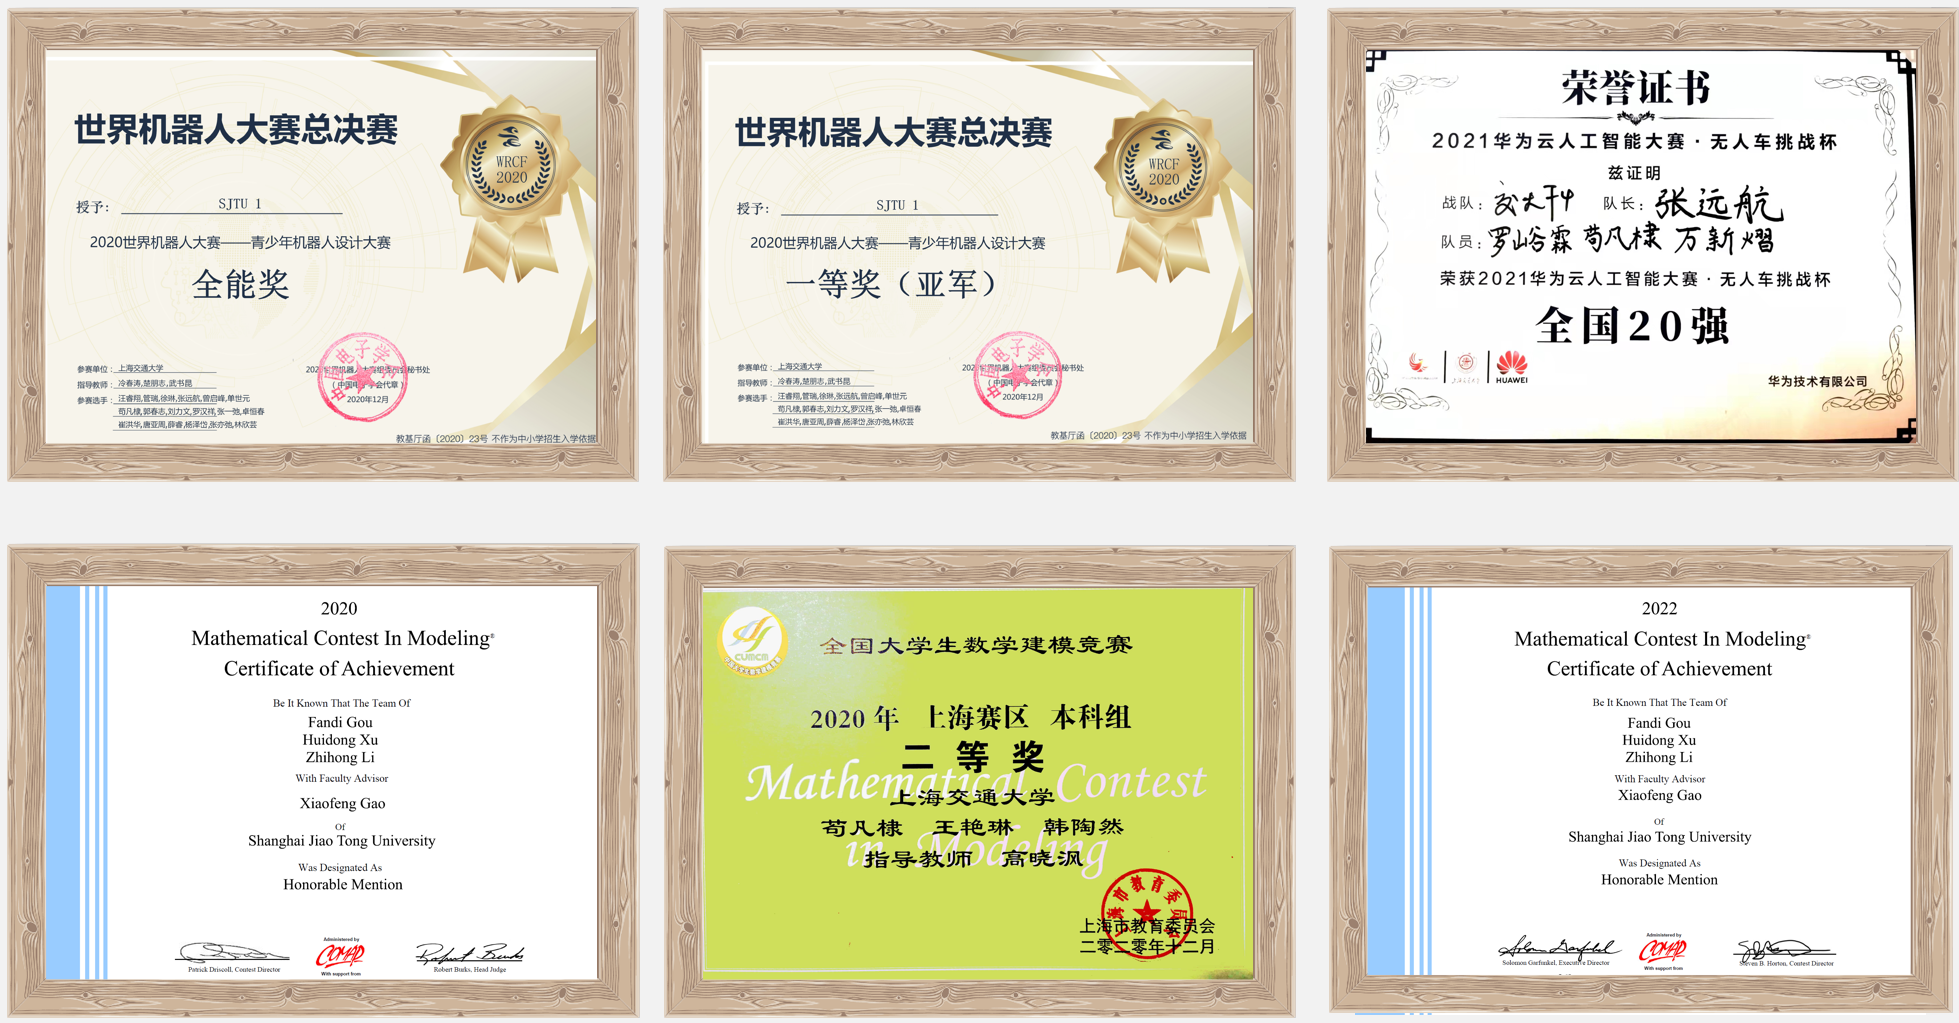 世界机器人大赛总决赛
WRCF
2020
授予：
SJTU 1
2020世界机器人大赛——青少年机器人设计大赛
全能奖
参赛单位：上海交通大学
指导教师：冷春涛,楚朋志,武书昆
参赛选手：汪睿翔,管瑞,徐琳,张远航,曾启峰,单世元
苟凡棣,郭春志,刘力文,罗汉祥,张一弛,卓恒春
崔洪华,唐亚周,薛睿,杨泽岱,张亦弛,林欣芸
2020世界机器人大赛组委会秘书处
（中国电子学会代章）
2020年12月
教基厅函〔2020〕23号 不作为中小学招生入学依据
世界机器人大赛总决赛
WRCF
2020
授予：
SJTU 1
2020世界机器人大赛——青少年机器人设计大赛
一等奖（亚军）
参赛单位：上海交通大学
指导教师：冷春涛,楚朋志,武书昆
参赛选手：汪睿翔,管瑞,徐琳,张远航,曾启峰,单世元
苟凡棣,郭春志,刘力文,罗汉祥,张一弛,卓恒春
崔洪华,唐亚周,薛睿,杨泽岱,张亦弛,林欣芸
2020世界机器人大赛组委会秘书处
（中国电子学会代章）
2020年12月
教基厅函〔2020〕23号 不作为中小学招生入学依据
荣誉证书
2021华为云人工智能大赛·无人车挑战杯
兹证明
战队：交大干中 队长：张远航
队员：罗峪霖 苟凡棣 万新熠
荣获2021华为云人工智能大赛·无人车挑战杯
全国20强
HUAWEI
华为技术有限公司
2020
Mathematical Contest In Modeling®
Certificate of Achievement
Be It Known That The Team Of
Fandi Gou
Huidong Xu
Zhihong Li
With Faculty Advisor
Xiaofeng Gao
Of
Shanghai Jiao Tong University
Was Designated As
Honorable Mention
Administered by
COMAP
With support from
Patrick Driscoll, Contest Director
Robert Burks, Head Judge
CUMCM
全国大学生数学建模竞赛
2020 年 上海赛区 本科组
二等奖
Mathematical Contest
in Modeling
上海交通大学
苟凡棣 王艳琳 韩陶然
指导教师 高晓沨
上海市教育委员会
二零二零年十二月
2022
Mathematical Contest In Modeling®
Certificate of Achievement
Be It Known That The Team Of
Fandi Gou
Huidong Xu
Zhihong Li
With Faculty Advisor
Xiaofeng Gao
Of
Shanghai Jiao Tong University
Was Designated As
Honorable Mention
Administered by
COMAP
With support from
Solomon Garfunkel, Executive Director
Steven B. Horton, Contest Director